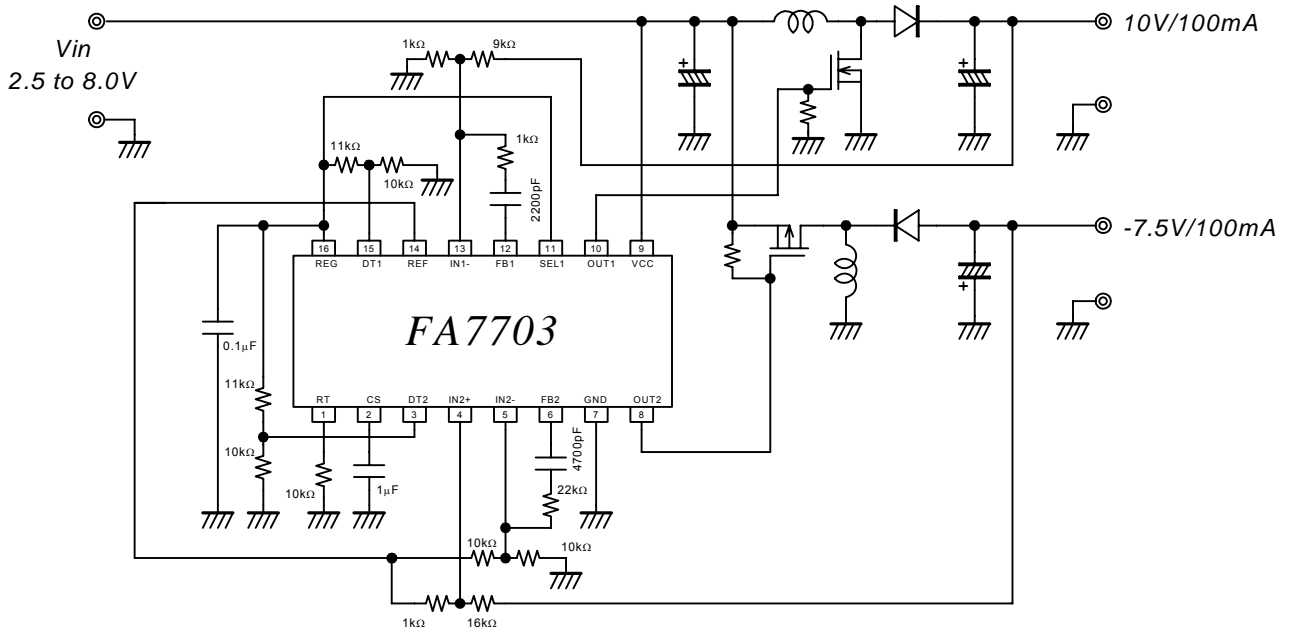 Vin
2.5 to 8.0V
1kΩ
9kΩ
+
+
10V/100mA
1kΩ
2200pF
11kΩ
10kΩ
16
15
14
13
12
11
10
9
REG
DT1
REF
IN1-
FB1
SEL1
OUT1
VCC
-7.5V/100mA
+
FA7703
0.1μF
11kΩ
10kΩ
RT
CS
DT2
IN2+
IN2-
FB2
GND
OUT2
1
2
3
4
5
6
7
8
10kΩ
1μF
4700pF
22kΩ
10kΩ
10kΩ
1kΩ
16kΩ